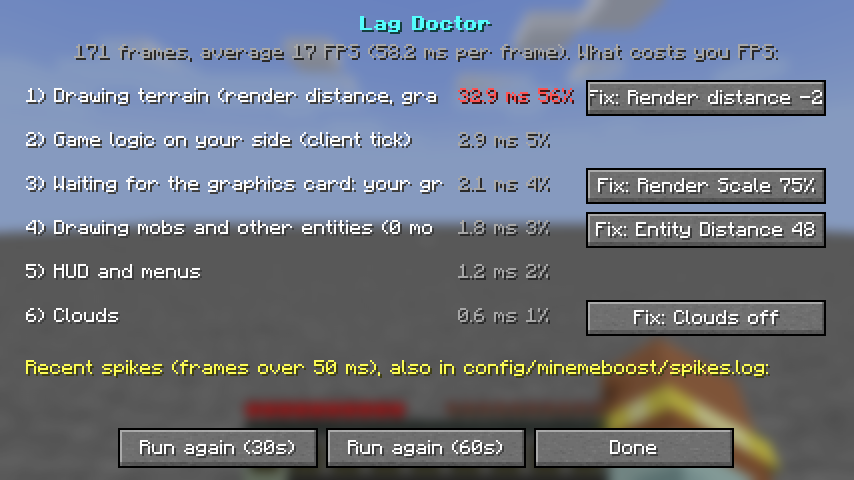 Lag Doctor
171 frames, average 17 FPS (58.2 ms per frame). What costs you FPS:
1) Drawing terrain (render distance, gra 32.9 ms 56% Fix: Render distance -2
2) Game logic on your side (client tick) 2.9 ms 5%
3) Waiting for the graphics card: your gr 2.1 ms 4% Fix: Render Scale 75%
4) Drawing mobs and other entities (0 mo 1.8 ms 3% Fix: Entity Distance 48
5) HUD and menus 1.2 ms 2%
6) Clouds 0.6 ms 1% Fix: Clouds off
Recent spikes (frames over 50 ms), also in config/minemeboost/spikes.log:
Run again (30s) Run again (60s) Done